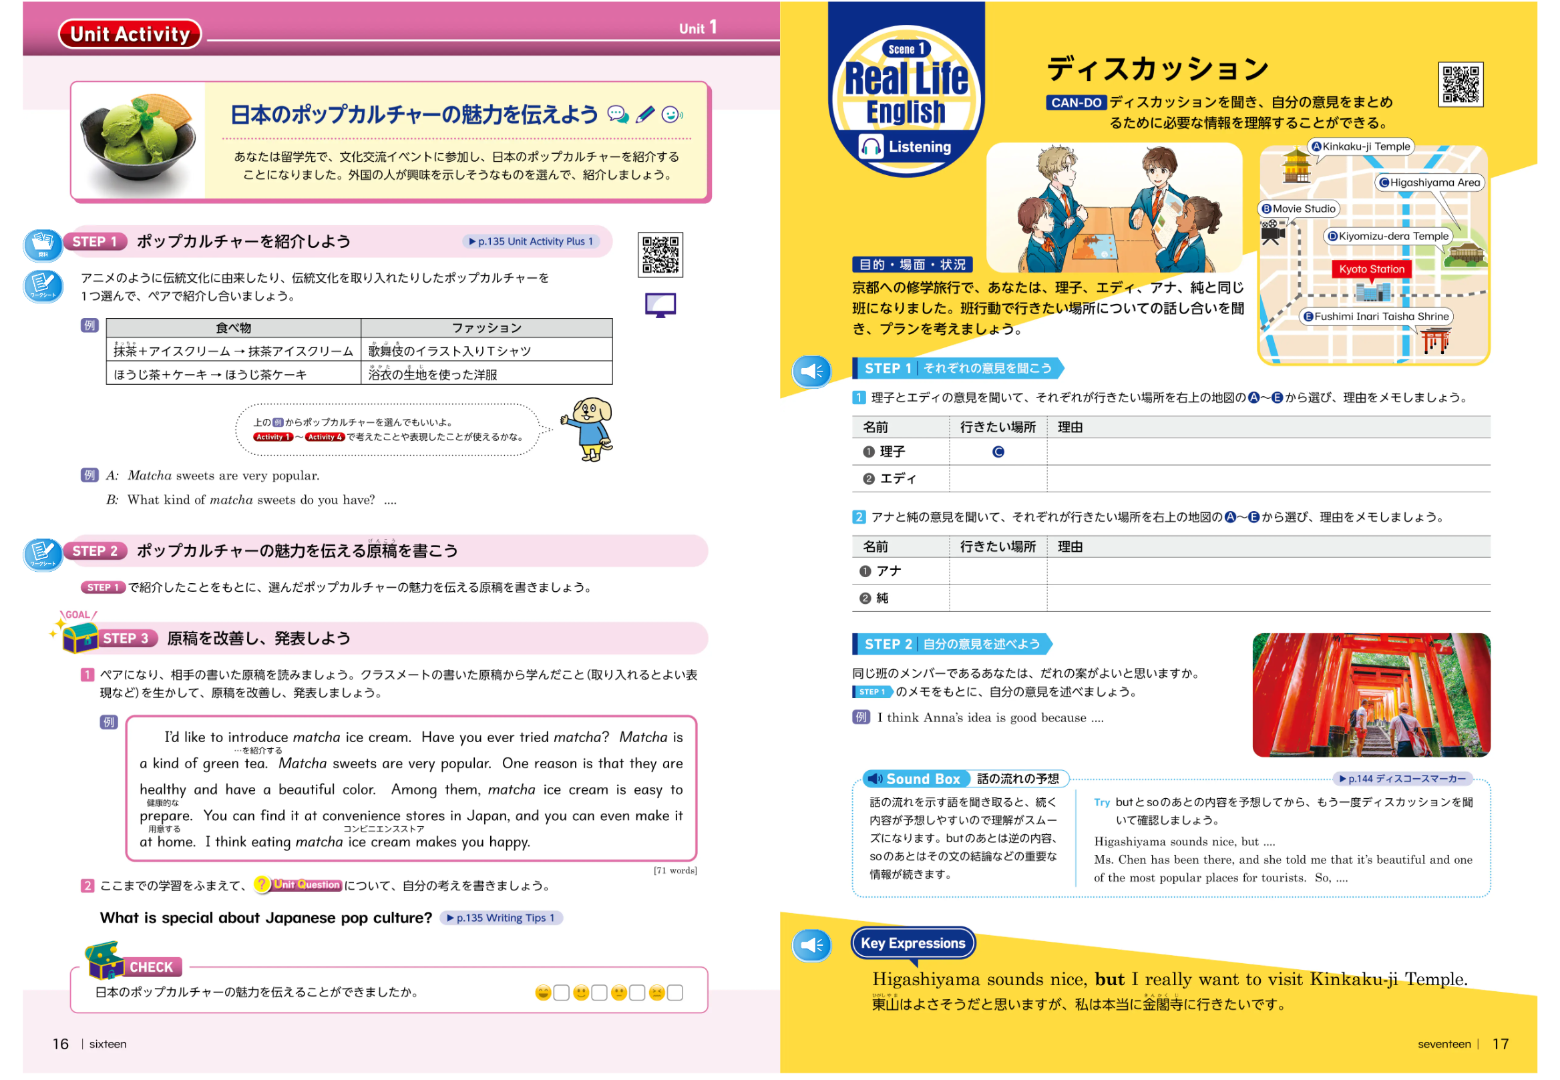 Unit Activity
Unit 1
日本のポップカルチャーの魅力を伝えよう
あなたは留学先で、文化交流イベントに参加し、日本のポップカルチャーを紹介する
ことになりました。外国の人が興味を示しそうなものを選んで、紹介しましょう。
資料
STEP 1 ポップカルチャーを紹介しよう
▶p.135 Unit Activity Plus 1
ワークシート
アニメのように伝統文化に由来したり、伝統文化を取り入れたりしたポップカルチャーを
1つ選んで、ペアで紹介し合いましょう。
例
食べ物 ファッション
まっちゃ か ぶ き
抹茶+アイスクリーム → 抹茶アイスクリーム 歌舞伎のイラスト入りTシャツ
ゆかた き じ
ほうじ茶+ケーキ → ほうじ茶ケーキ 浴衣の生地を使った洋服
上の例からポップカルチャーを選んでもいいよ。
Activity 1～Activity 4で考えたことや表現したことが使えるかな。
例 A: Matcha sweets are very popular.
B: What kind of matcha sweets do you have? ....
ワークシート
げんこう
STEP 2 ポップカルチャーの魅力を伝える原稿を書こう
STEP 1 で紹介したことをもとに、選んだポップカルチャーの魅力を伝える原稿を書きましょう。
GOAL
STEP 3 原稿を改善し、発表しよう
1 ペアになり、相手の書いた原稿を読みましょう。クラスメートの書いた原稿から学んだこと(取り入れるとよい表
現など)を生かして、原稿を改善し、発表しましょう。
例
I'd like to introduce matcha ice cream. Have you ever tried matcha? Matcha is
…を紹介する
a kind of green tea. Matcha sweets are very popular. One reason is that they are
healthy and have a beautiful color. Among them, matcha ice cream is easy to
健康的な
prepare. You can find it at convenience stores in Japan, and you can even make it
用意する コンビニエンスストア
at home. I think eating matcha ice cream makes you happy.
[71 words]
2 ここまでの学習をふまえて、? Unit Question について、自分の考えを書きましょう。
What is special about Japanese pop culture? ▶p.135 Writing Tips 1
CHECK
日本のポップカルチャーの魅力を伝えることができましたか。
16 | sixteen
Scene 1
Real Life
English
Listening
ディスカッション
CAN-DO ディスカッションを聞き、自分の意見をまとめ
るために必要な情報を理解することができる。
A Kinkaku-ji Temple
C Higashiyama Area
B Movie Studio
D Kiyomizu-dera Temple
Kyoto Station
E Fushimi Inari Taisha Shrine
目的・場面・状況
京都への修学旅行で、あなたは、理子、エディ、アナ、純と同じ
班になりました。班行動で行きたい場所についての話し合いを聞
き、プランを考えましょう。
STEP 1 それぞれの意見を聞こう
1 理子とエディの意見を聞いて、それぞれが行きたい場所を右上の地図のA～Eから選び、理由をメモしましょう。
名前 行きたい場所 理由
1 理子 C
2 エディ
2 アナと純の意見を聞いて、それぞれが行きたい場所を右上の地図のA～Eから選び、理由をメモしましょう。
名前 行きたい場所 理由
1 アナ
2 純
STEP 2 自分の意見を述べよう
同じ班のメンバーであるあなたは、だれの案がよいと思いますか。
STEP 1 のメモをもとに、自分の意見を述べましょう。
例 I think Anna's idea is good because ....
Sound Box 話の流れの予想
▶p.144 ディスコースマーカー
話の流れを示す語を聞き取ると、続く
内容が予想しやすいので理解がスムー
ズになります。butのあとは逆の内容、
soのあとはその文の結論などの重要な
情報が続きます。
Try butとsoのあとの内容を予想してから、もう一度ディスカッションを聞
いて確認しましょう。
Higashiyama sounds nice, but ....
Ms. Chen has been there, and she told me that it's beautiful and one
of the most popular places for tourists. So, ....
Key Expressions
Higashiyama sounds nice, but I really want to visit Kinkaku-ji Temple.
ひがしやま きんかく じ
東山はよさそうだと思いますが、私は本当に金閣寺に行きたいです。
seventeen | 17